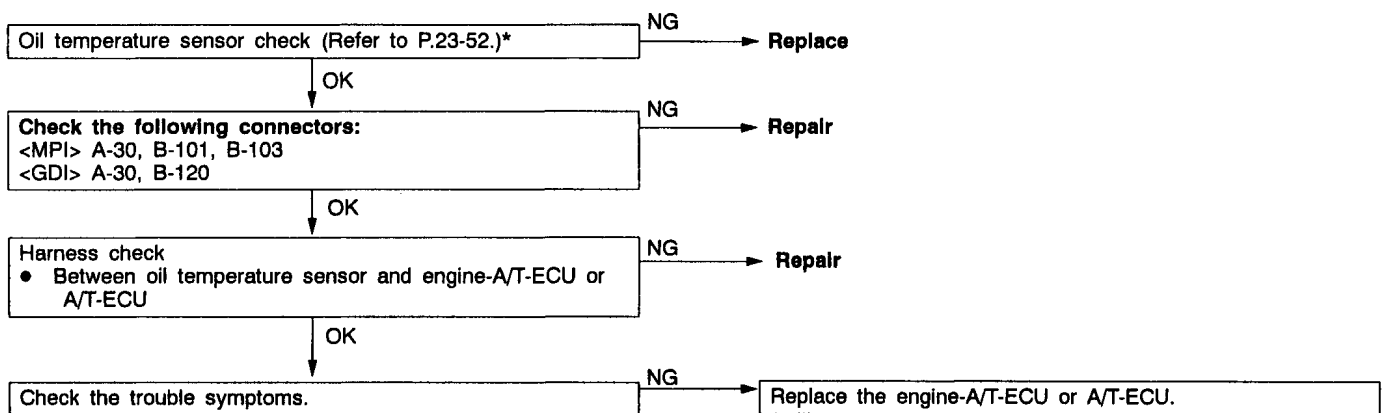 Oil temperature sensor check (Refer to P.23-52.)*
NG
Replace
OK
Check the following connectors:
<MPI> A-30, B-101, B-103
<GDI> A-30, B-120
NG
Repair
OK
Harness check
● Between oil temperature sensor and engine-A/T-ECU or
A/T-ECU
NG
Repair
OK
Check the trouble symptoms.
NG
Replace the engine-A/T-ECU or A/T-ECU.